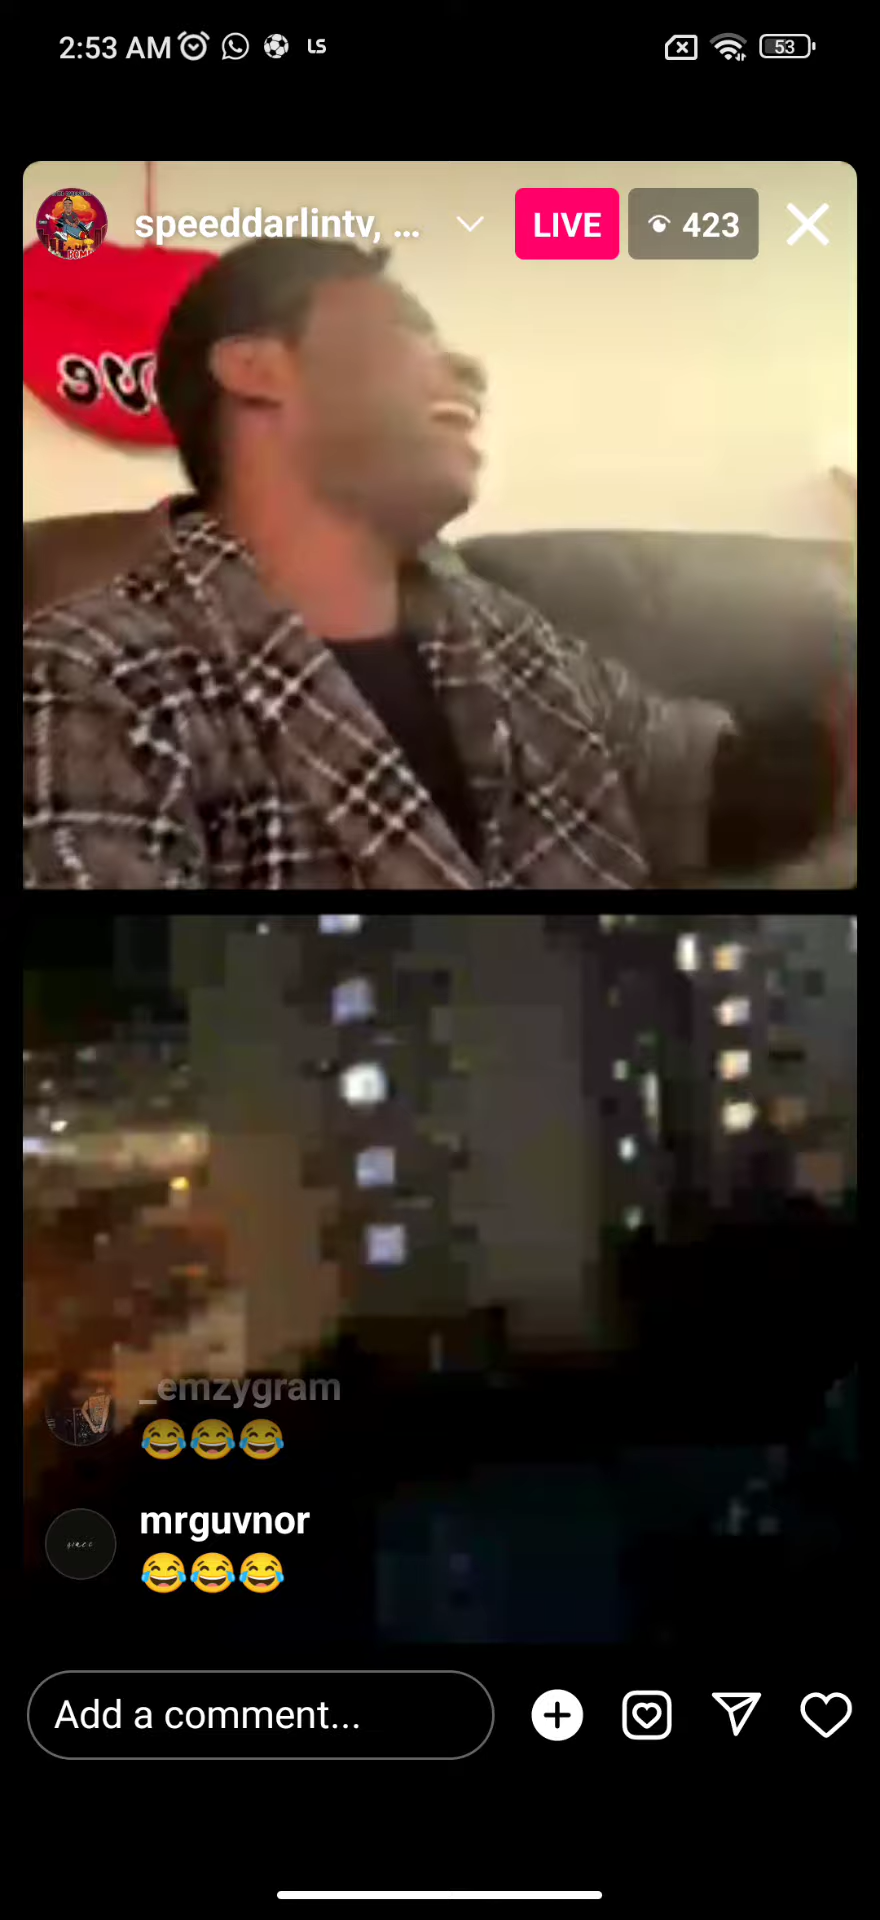 2:53 AM LS 53
speeddarlintv, ... LIVE 423
_emzygram
😂😂😂
mrguvnor
😂😂😂
Add a comment...